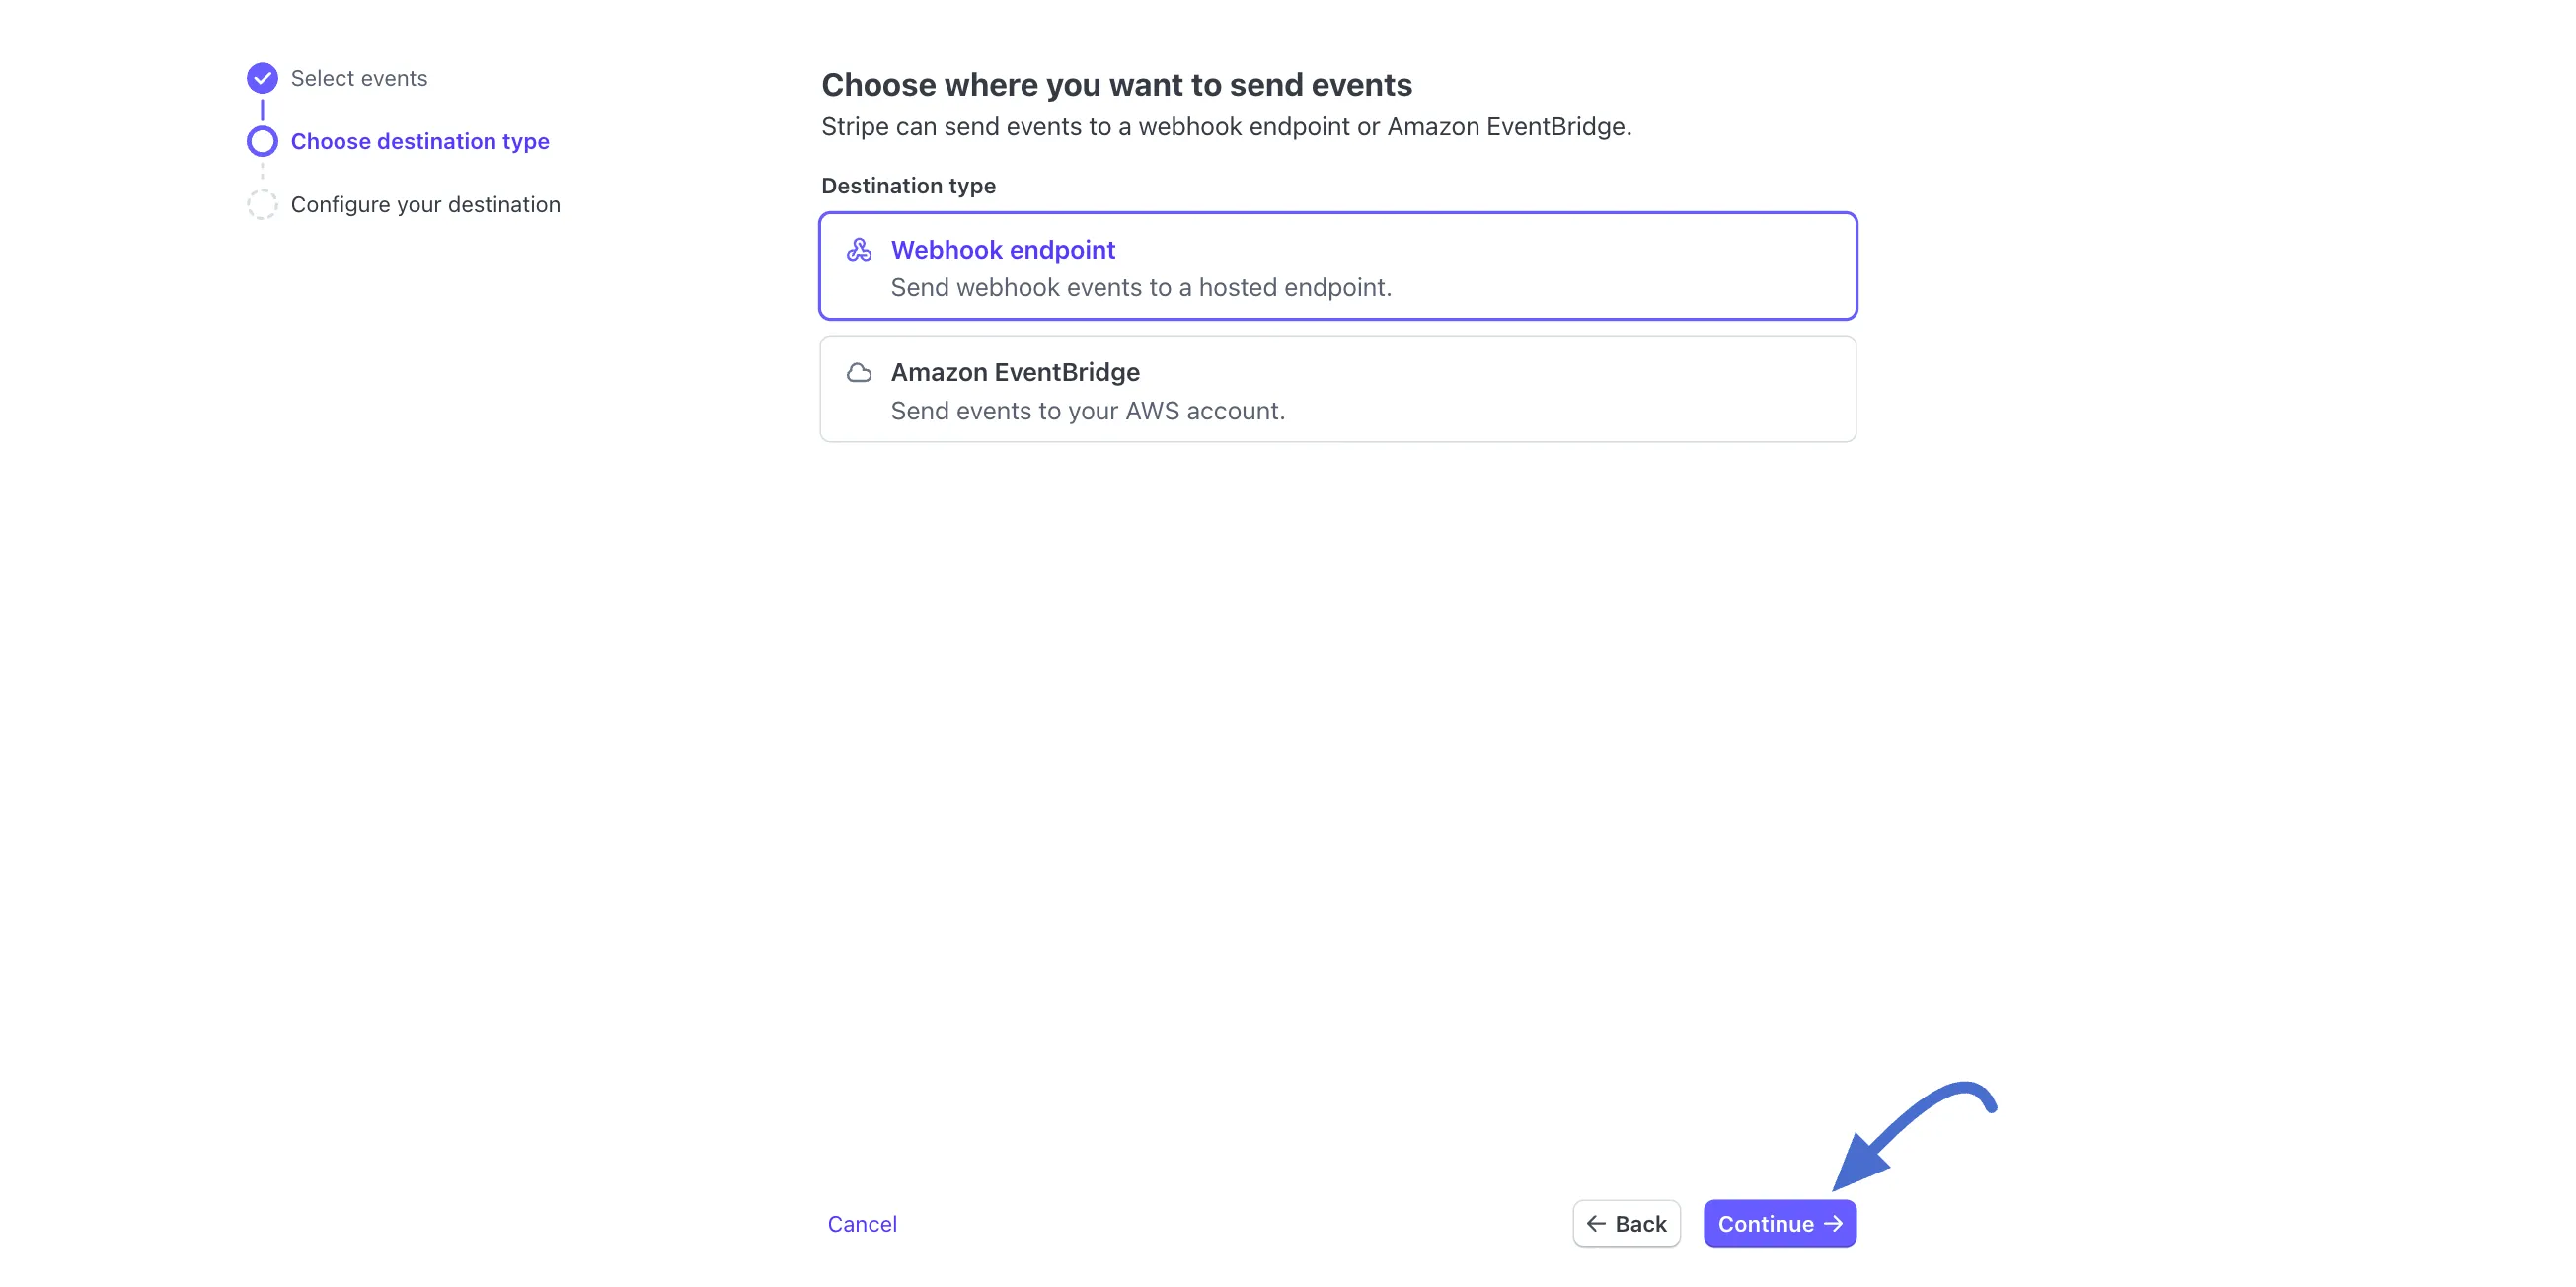 Select events
Choose destination type
Configure your destination
Choose where you want to send events
Stripe can send events to a webhook endpoint or Amazon EventBridge.
Destination type
Webhook endpoint
Send webhook events to a hosted endpoint.
Amazon EventBridge
Send events to your AWS account.
Cancel
Back
Continue